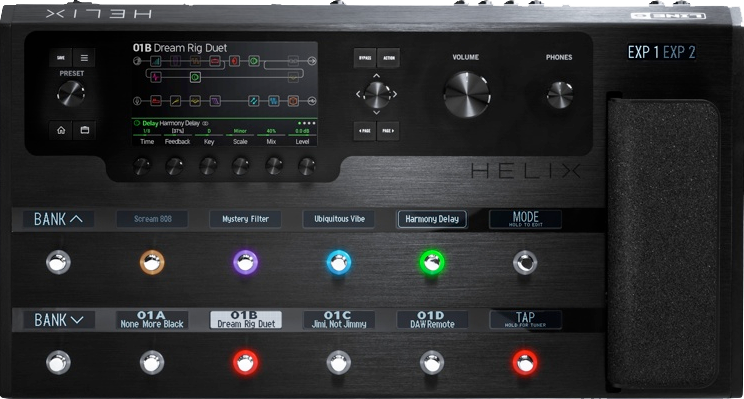 HELIX
LINE 6
SAVE
PRESET
01B Dream Rig Duet
Delay Harmony Delay
1/8 [37%] D Minor 40% 0.0 dB
Time Feedback Key Scale Mix Level
BYPASS ACTION
< PAGE PAGE >
VOLUME
PHONES
EXP 1 EXP 2
HELIX
BANK
Scream 808
Mystery Filter
Ubiquitous Vibe
Harmony Delay
MODE
HOLD TO EDIT
BANK
01A
None More Black
01B
Dream Rig Duet
01C
Jimi, Not Jimmy
01D
DAW Remote
TAP
HOLD FOR TUNER